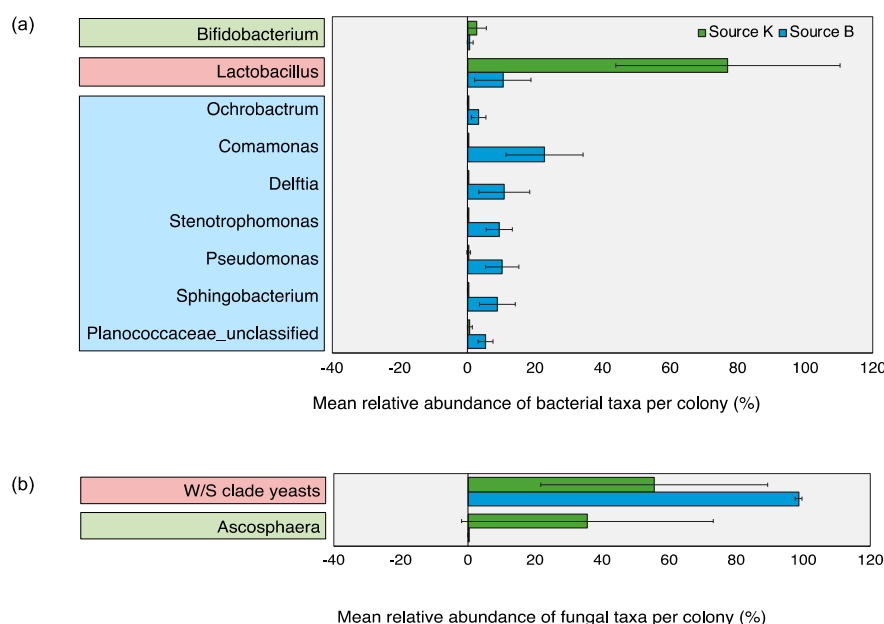 (a)
Source K Source B
Bifidobacterium
Lactobacillus
Ochrobactrum
Comamonas
Delftia
Stenotrophomonas
Pseudomonas
Sphingobacterium
Planococcaceae_unclassified
-40 -20 0 20 40 60 80 100 120
Mean relative abundance of bacterial taxa per colony (%)
(b)
W/S clade yeasts
Ascosphaera
-40 -20 0 20 40 60 80 100 120
Mean relative abundance of fungal taxa per colony (%)